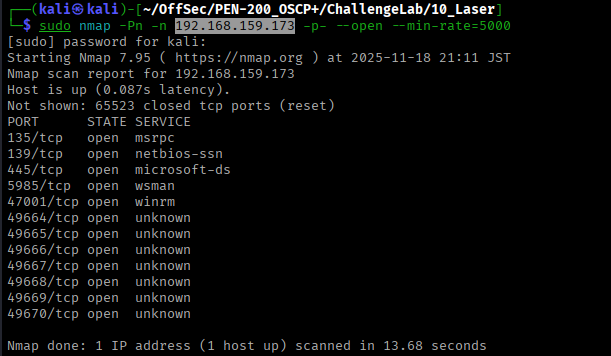 ┌──(kali㉿kali)-[~/OffSec/PEN-200_OSCP+/ChallengeLab/10_Laser]
└─$ sudo nmap -Pn -n 192.168.159.173 -p- --open --min-rate=5000
[sudo] password for kali:
Starting Nmap 7.95 ( https://nmap.org ) at 2025-11-18 21:11 JST
Nmap scan report for 192.168.159.173
Host is up (0.087s latency).
Not shown: 65523 closed tcp ports (reset)
PORT      STATE SERVICE
135/tcp   open  msrpc
139/tcp   open  netbios-ssn
445/tcp   open  microsoft-ds
5985/tcp  open  wsman
47001/tcp open  winrm
49664/tcp open  unknown
49665/tcp open  unknown
49666/tcp open  unknown
49667/tcp open  unknown
49668/tcp open  unknown
49669/tcp open  unknown
49670/tcp open  unknown
Nmap done: 1 IP address (1 host up) scanned in 13.68 seconds